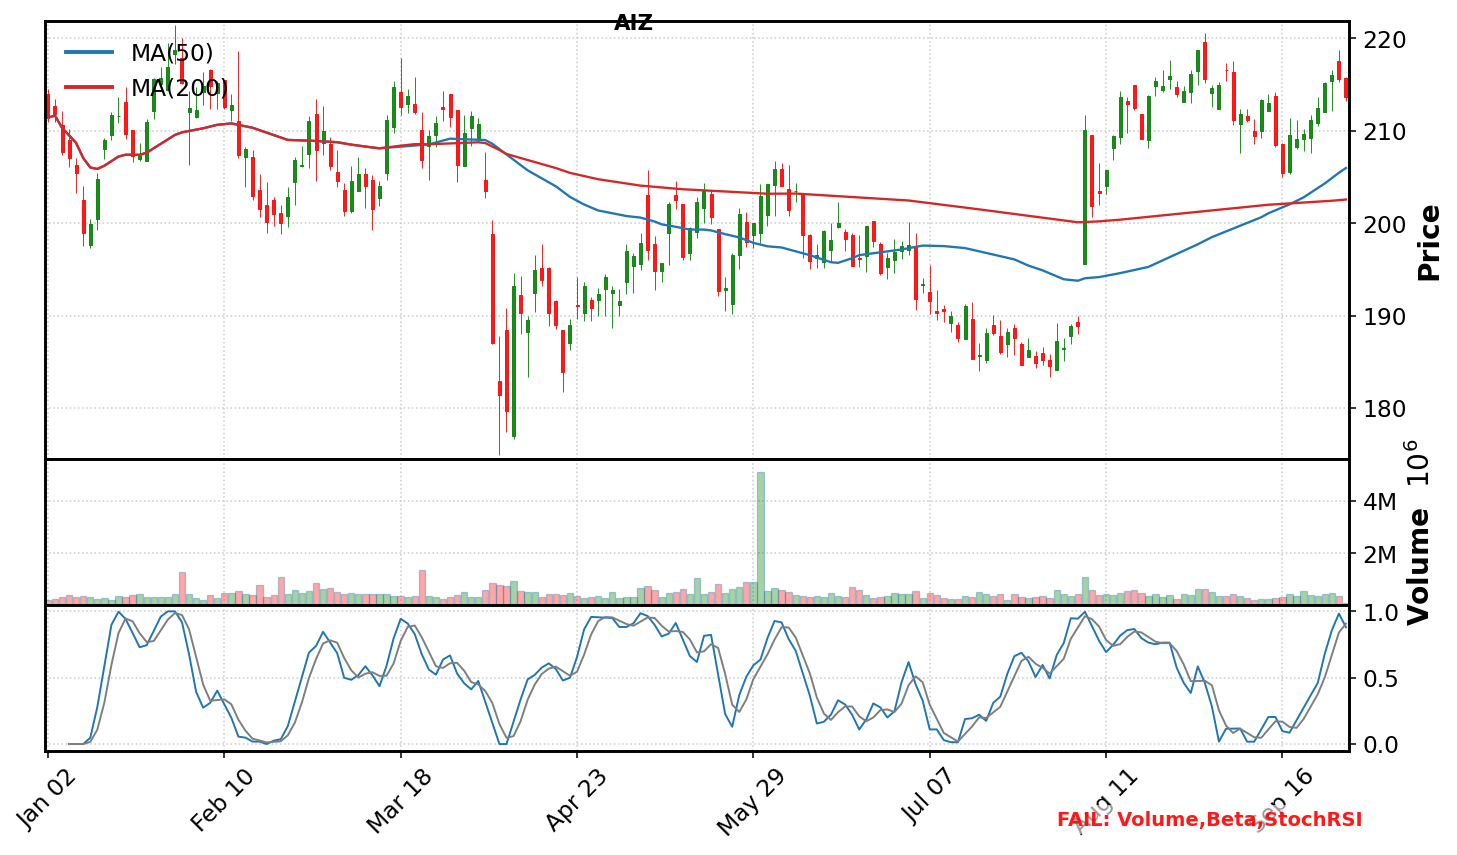 AIZ
MA(50)
MA(200)
220
210
200
190
180
Price
10^6
4M
2M
Volume
1.0
0.5
0.0
Jan 02
Feb 10
Mar 18
Apr 23
May 29
Jul 07
Aug 11
Sep 16
FAIL: Volume,Beta,StochRSI